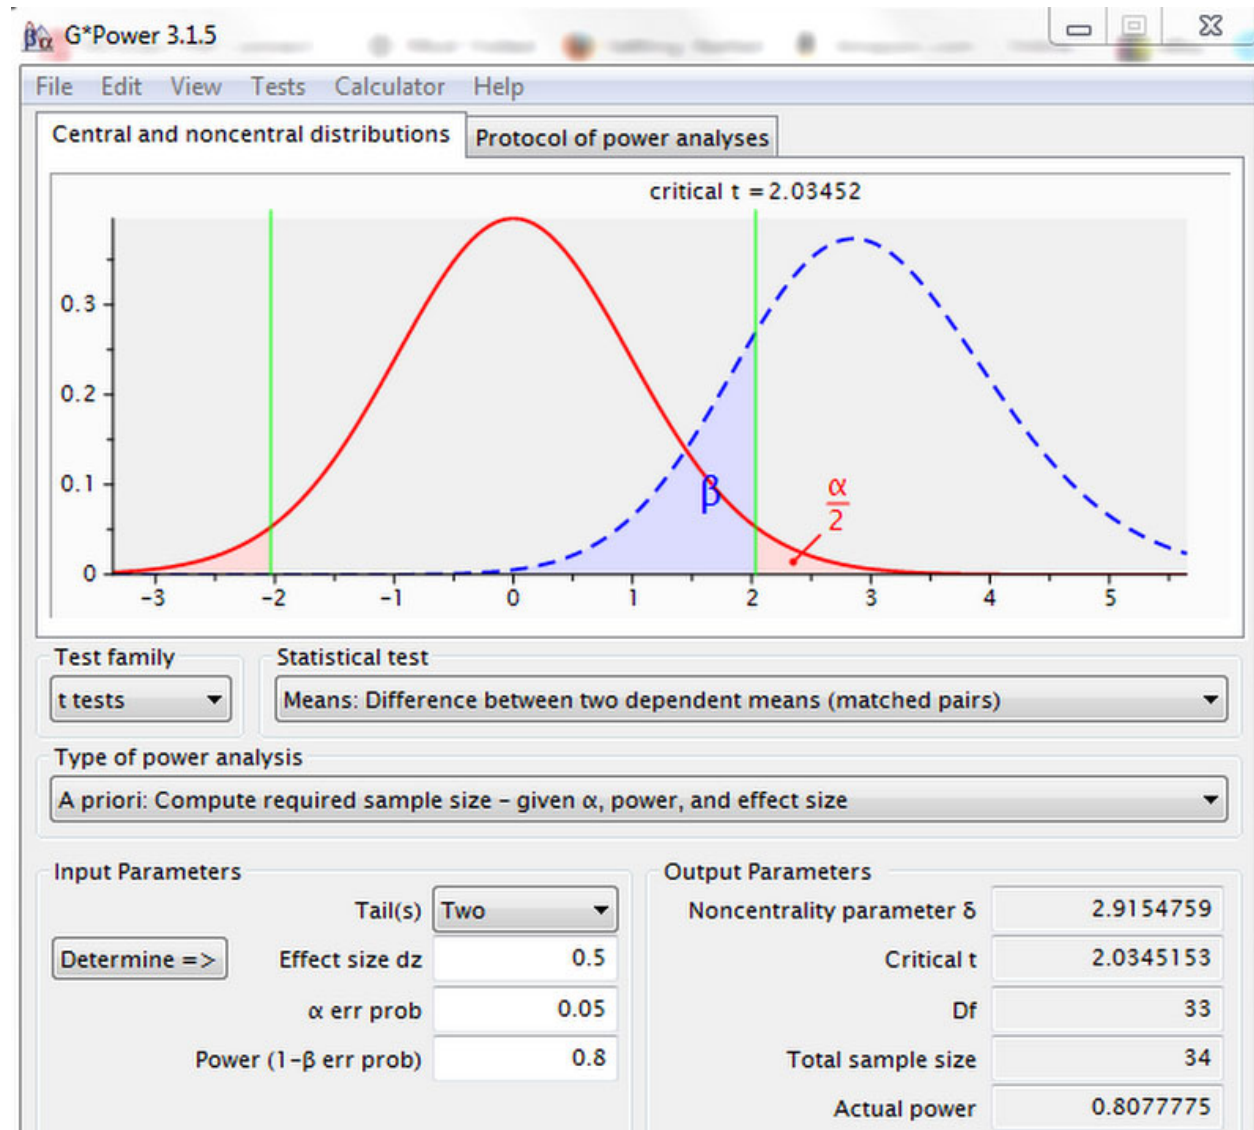 G*Power 3.1.5
File Edit View Tests Calculator Help
Central and noncentral distributions Protocol of power analyses
critical t = 2.03452
0.3
0.2
0.1
0
β
α
2
-3 -2 -1 0 1 2 3 4 5
Test family Statistical test
t tests Means: Difference between two dependent means (matched pairs)
Type of power analysis
A priori: Compute required sample size – given α, power, and effect size
Input Parameters Output Parameters
Tail(s) Two Noncentrality parameter δ 2.9154759
Determine => Effect size dz 0.5 Critical t 2.0345153
α err prob 0.05 Df 33
Power (1–β err prob) 0.8 Total sample size 34
Actual power 0.8077775